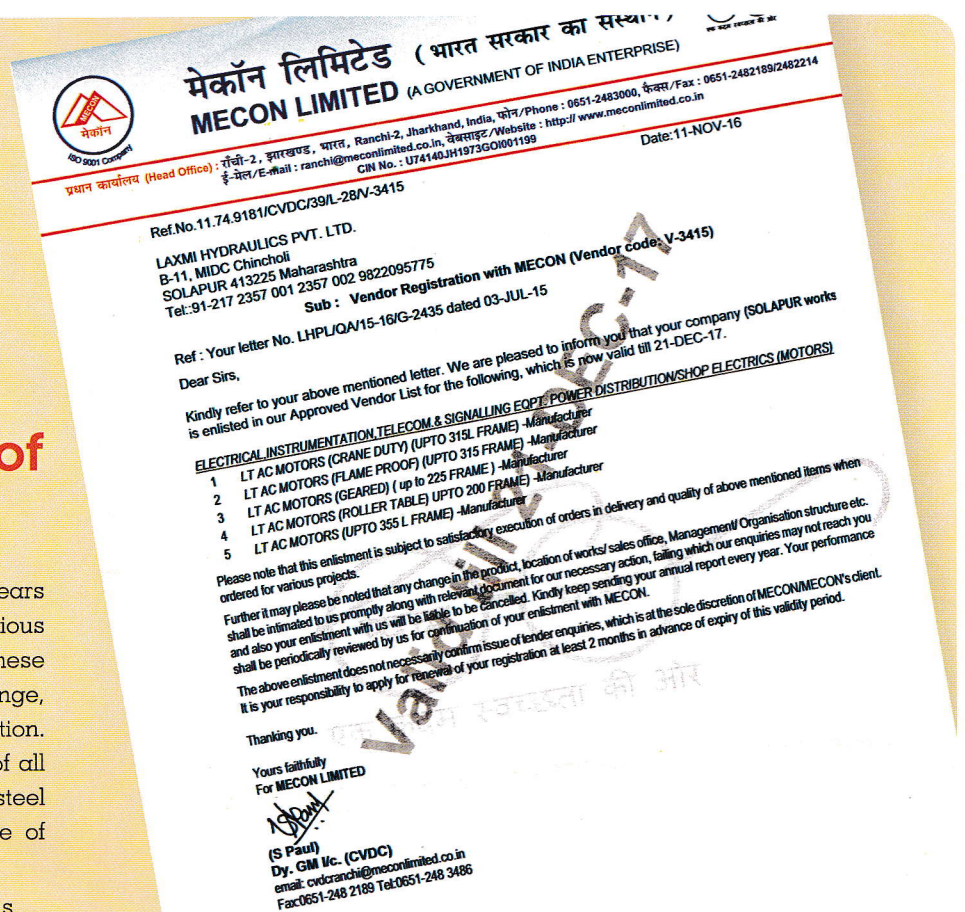 मेकॉन लिमिटेड (भारत सरकार का संस्थान)
MECON LIMITED (A GOVERNMENT OF INDIA ENTERPRISE)
MECON
मेकॉन
ISO 9001 Company
प्रधान कार्यालय (Head Office) : राँची-2, झारखण्ड, भारत, Ranchi-2, Jharkhand, India, फोन/Phone : 0651-2483000, फैक्स/Fax : 0651-2482189/2482214
ई-मेल/E-mail : ranchi@meconlimited.co.in, वेबसाइट/Website : http:// www.meconlimited.co.in
CIN No. : U74140JH1973GOI001199
Date:11-NOV-16
Ref.No.11.74.9181/CVDC/39/L-28/V-3415
LAXMI HYDRAULICS PVT. LTD.
B-11, MIDC Chincholi
SOLAPUR 413225 Maharashtra
Tel:.91-217 2357 001 2357 002 9822095775
Sub : Vendor Registration with MECON (Vendor code: V-3415)
Ref : Your letter No. LHPL/QA/15-16/G-2435 dated 03-JUL-15
Dear Sirs,
Kindly refer to your above mentioned letter. We are pleased to inform you that your company (SOLAPUR works
is enlisted in our Approved Vendor List for the following, which is now valid till 21-DEC-17.
ELECTRICAL,INSTRUMENTATION,TELECOM.& SIGNALLING EQPT. POWER DISTRIBUTION/SHOP ELECTRICS (MOTORS)
1 LT AC MOTORS (CRANE DUTY) (UPTO 315L FRAME) -Manufacturer
2 LT AC MOTORS (FLAME PROOF) (UPTO 315 FRAME) -Manufacturer
3 LT AC MOTORS (GEARED) ( up to 225 FRAME ) -Manufacturer
4 LT AC MOTORS (ROLLER TABLE) UPTO 200 FRAME) -Manufacturer
5 LT AC MOTORS (UPTO 355 L FRAME) -Manufacturer
Please note that this enlistment is subject to satisfactory execution of orders in delivery and quality of above mentioned items when
ordered for various projects.
Further it may please be noted that any change in the product, location of works/ sales office, Management/ Organisation structure etc.
shall be intimated to us promptly along with relevant document for our necessary action, failing which our enquiries may not reach you
and also your enlistment with us will be liable to be cancelled. Kindly keep sending your annual report every year. Your performance
shall be periodically reviewed by us for continuation of your enlistment with MECON.
The above enlistment does not necessarily confirm issue of tender enquiries, which is at the sole discretion of MECON/MECON's client.
It is your responsibility to apply for renewal of your registration at least 2 months in advance of expiry of this validity period.
Thanking you.
Yours faithfully
For MECON LIMITED
(S Paul)
Dy. GM I/c. (CVDC)
email: cvdcranchi@meconlimited.co.in
Fax:0651-248 2189 Tel:0651-248 3486
Valid till 21-DEC-17
एक कदम स्वच्छता की ओर
of
ears
ious
hese
nge,
tion.
of all
steel
e of